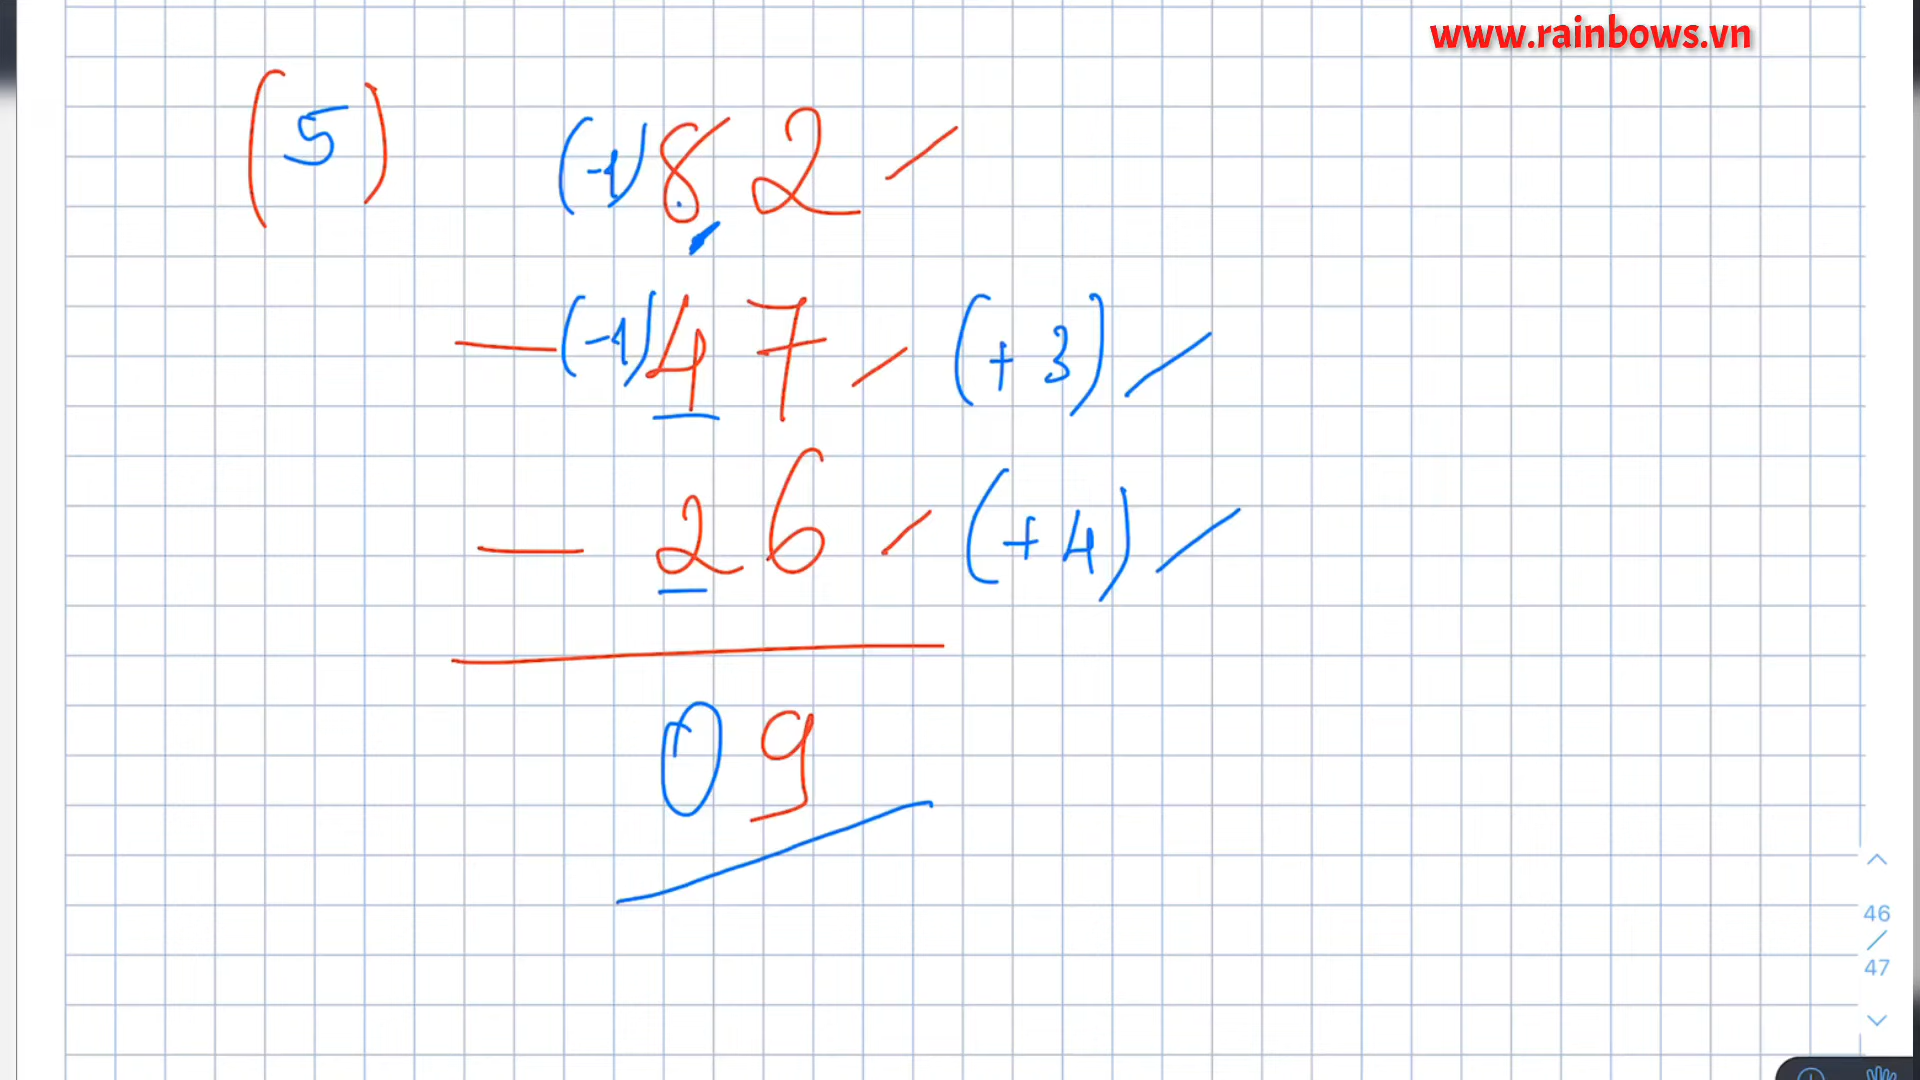 www.rainbows.vn
(5) (-1) 8 2
— (-1) 4 7 (+3)
— 2 6 (+4)
0 9
46
/
47